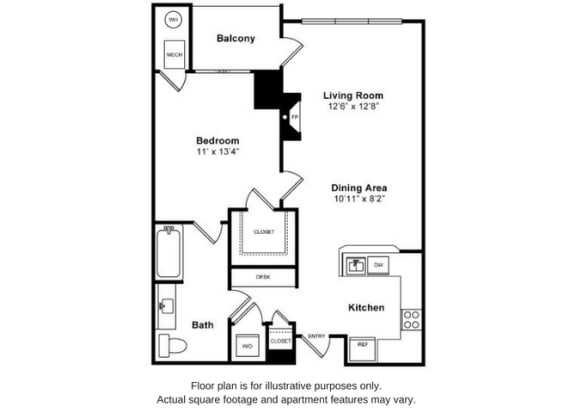 WH
MECH
Balcony
Living Room
12'6" x 12'8"
FP
Bedroom
11' x 13'4"
Dining Area
10'11" x 8'2"
CLOSET
DW
DESK
Kitchen
Bath
ENTRY
CLOSET
W/D
REF
Floor plan is for illustrative purposes only.
Actual square footage and apartment features may vary.